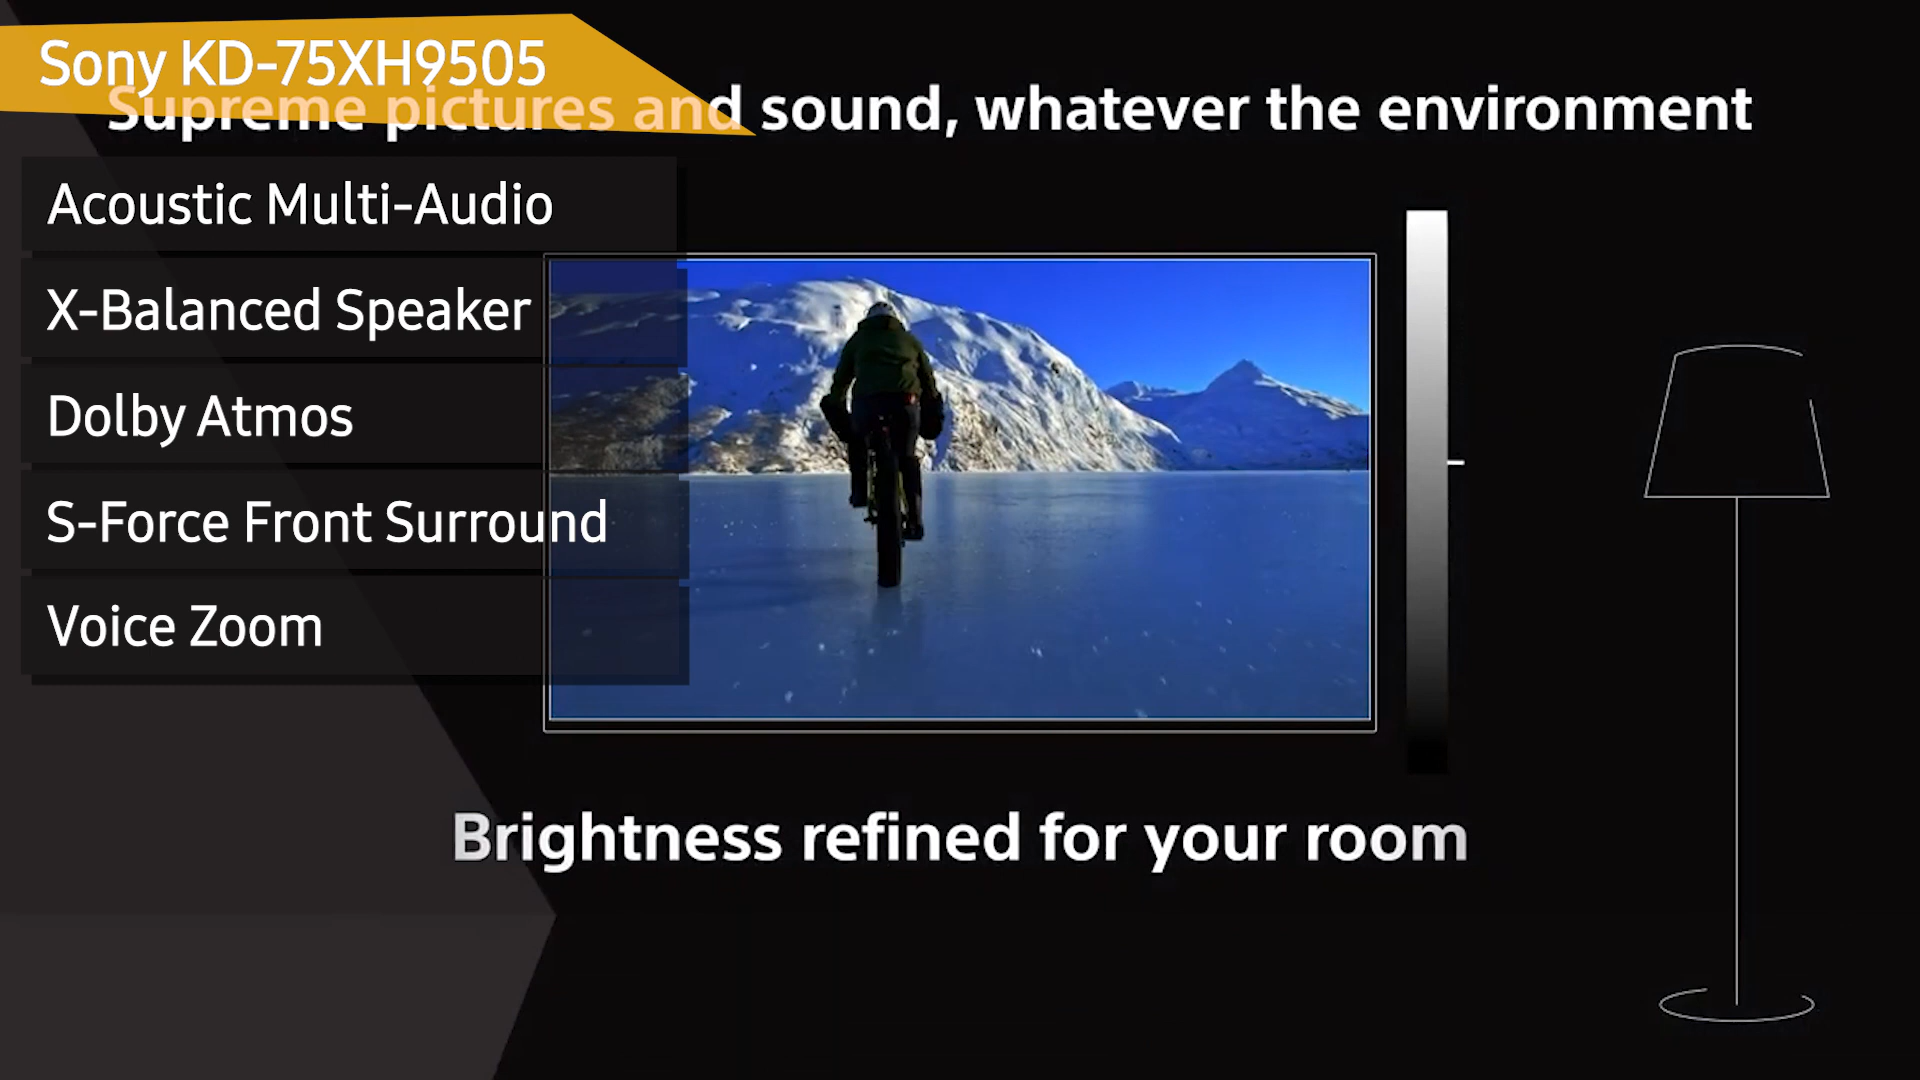 Sony KD-75XH9505
Supreme pictures and sound, whatever the environment
Acoustic Multi-Audio
X-Balanced Speaker
Dolby Atmos
S-Force Front Surround
Voice Zoom
Brightness refined for your room